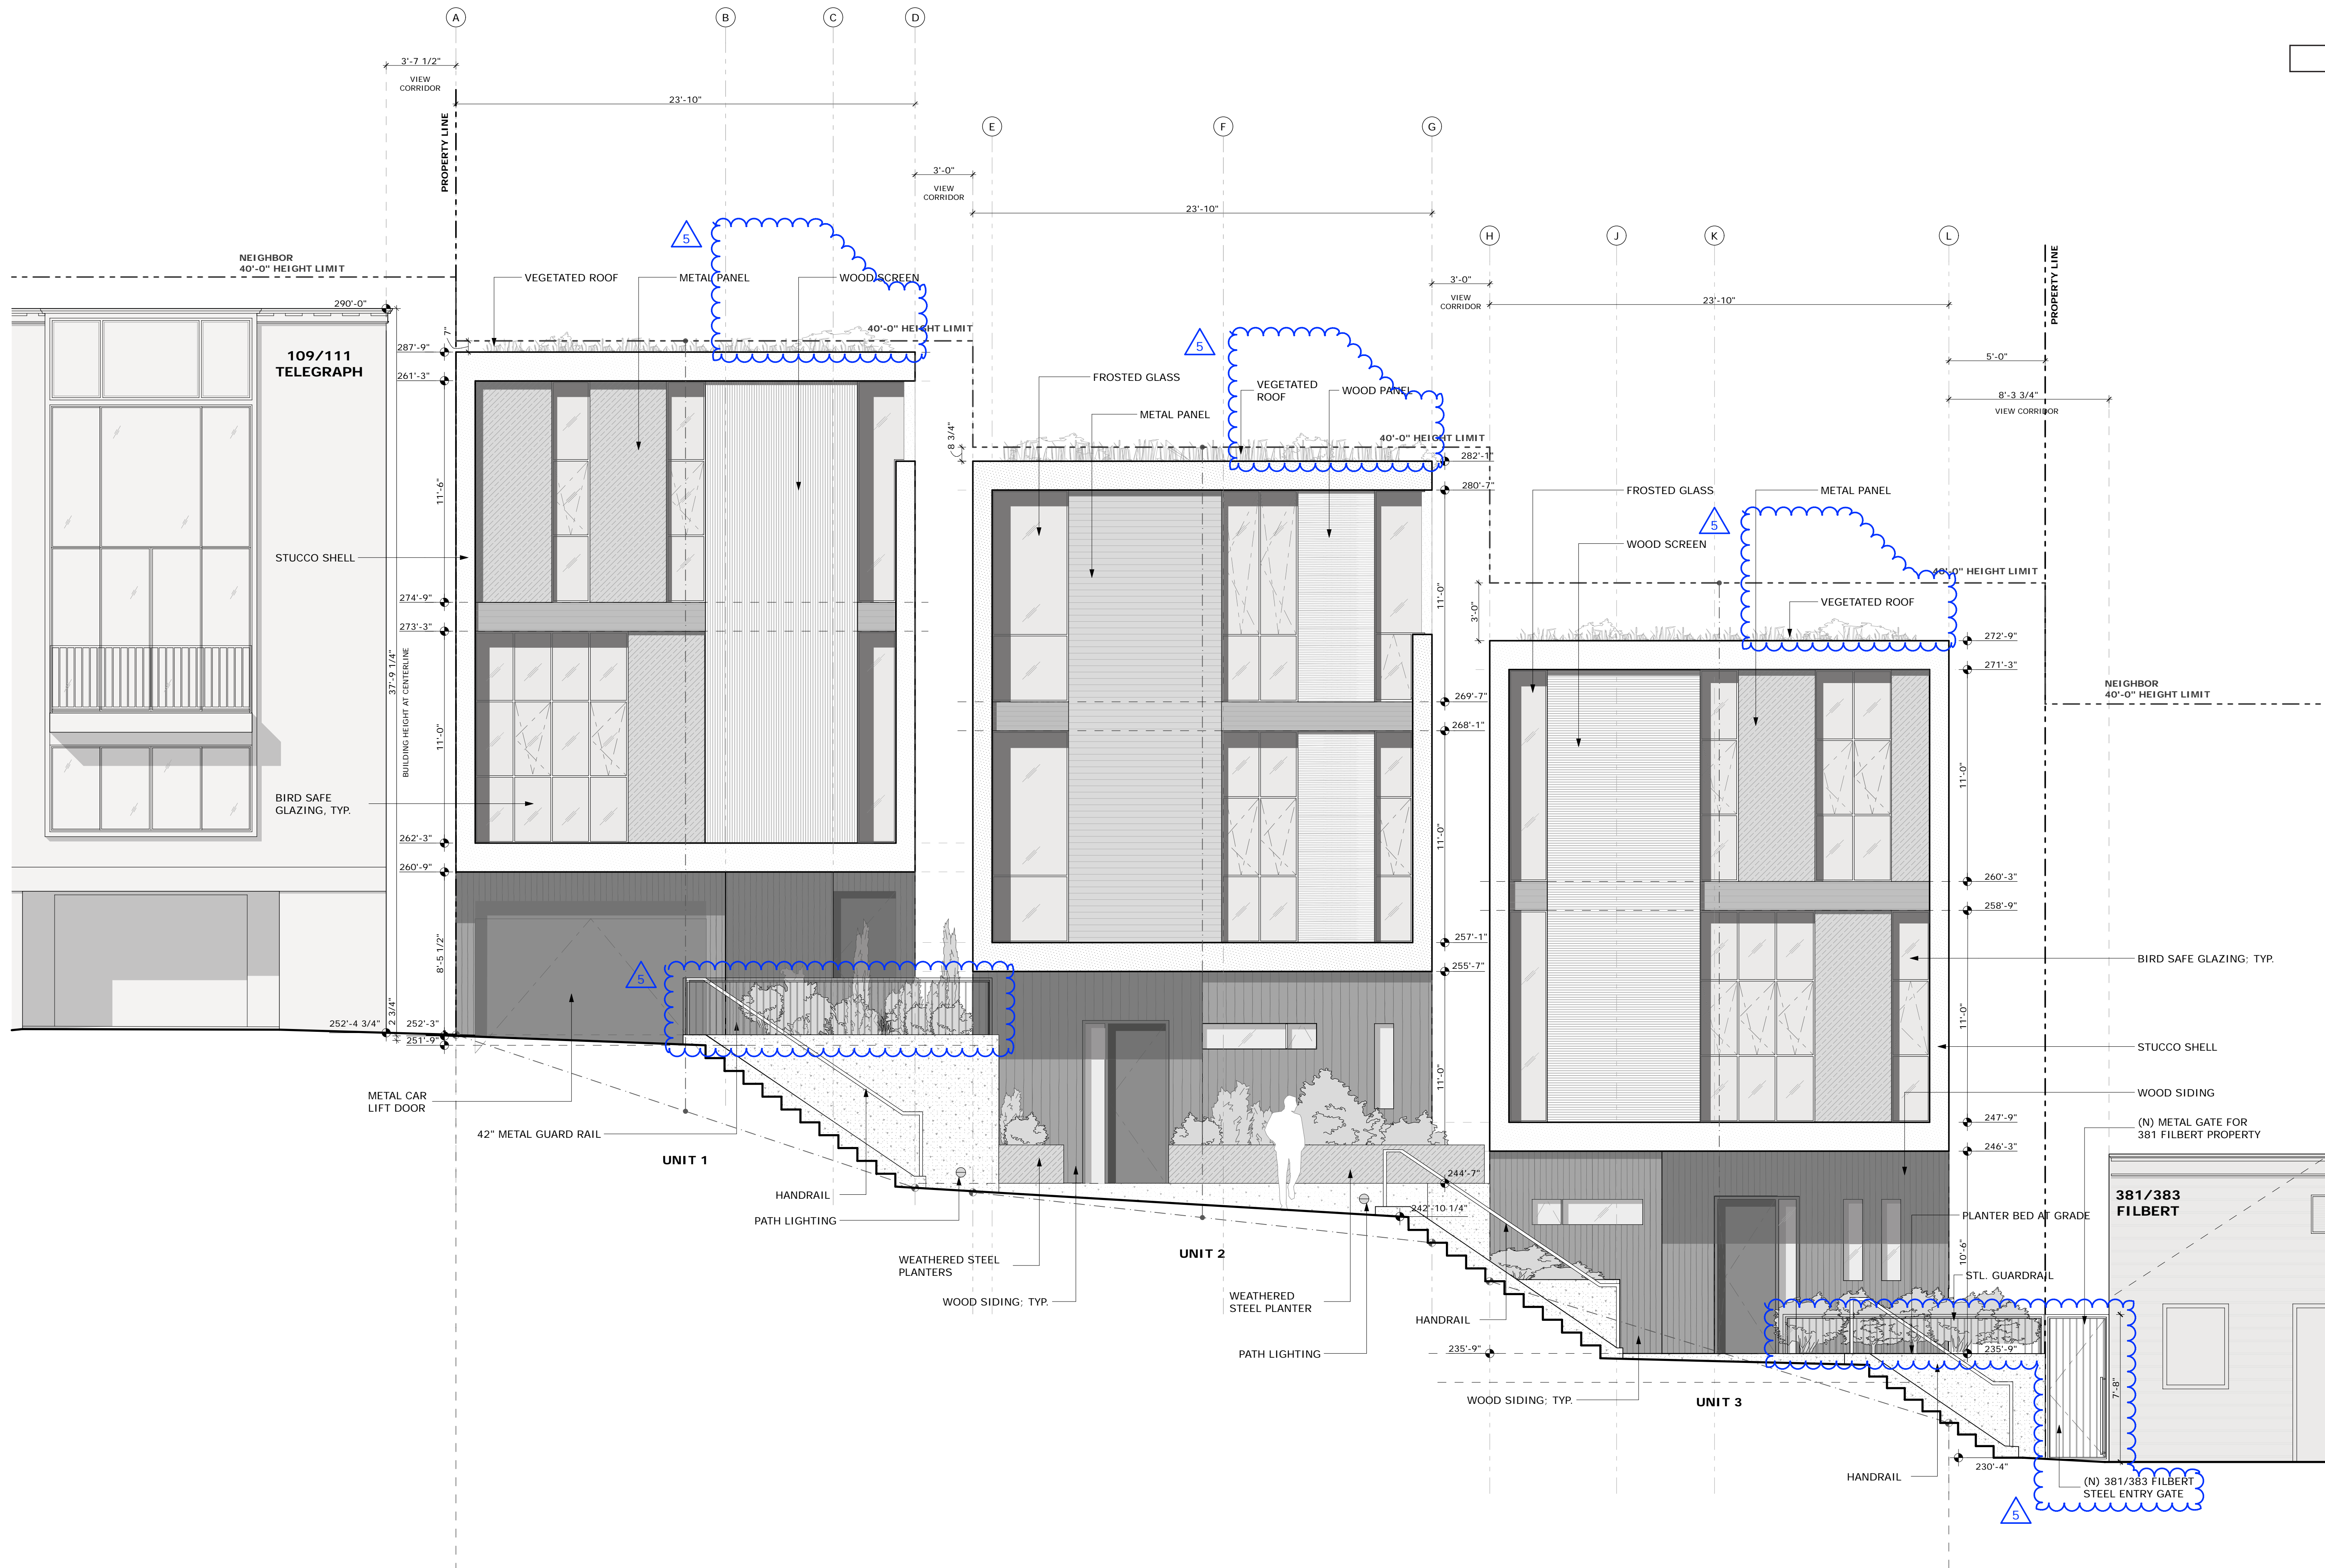 A
B
C
D
3'-7 1/2"
VIEW
CORRIDOR
23'-10"
PROPERTY LINE
E
F
G
3'-0"
VIEW
CORRIDOR
23'-10"
H
J
K
L
PROPERTY LINE
5
NEIGHBOR
40'-0" HEIGHT LIMIT
VEGETATED ROOF
METAL PANEL
WOOD SCREEN
3'-0"
VIEW
CORRIDOR
23'-10"
290'-0"
7"
40'-0" HEIGHT LIMIT
5
109/111
TELEGRAPH
287'-9"
261'-3"
5'-0"
FROSTED GLASS
VEGETATED
ROOF
WOOD PANEL
METAL PANEL
8'-3 3/4"
VIEW CORRIDOR
8 3/4"
40'-0" HEIGHT LIMIT
282'-1"
280'-7"
11'-6"
FROSTED GLASS
METAL PANEL
5
WOOD SCREEN
STUCCO SHELL
40'-0" HEIGHT LIMIT
274'-9"
273'-3"
11'-0"
3'-0"
VEGETATED ROOF
272'-9"
271'-3"
37'-9 1/4"
BUILDING HEIGHT AT CENTERLINE
11'-0"
269'-7"
268'-1"
NEIGHBOR
40'-0" HEIGHT LIMIT
BIRD SAFE
GLAZING, TYP.
11'-0"
11'-0"
262'-3"
260'-9"
260'-3"
258'-9"
8'-5 1/2"
257'-1"
255'-7"
BIRD SAFE GLAZING; TYP.
5
252'-4 3/4"
2 3/4"
252'-3"
251'-9"
11'-0"
STUCCO SHELL
11'-0"
METAL CAR
LIFT DOOR
WOOD SIDING
247'-9"
(N) METAL GATE FOR
381 FILBERT PROPERTY
42" METAL GUARD RAIL
UNIT 1
246'-3"
HANDRAIL
244'-7"
242'-10 1/4"
381/383
FILBERT
PATH LIGHTING
PLANTER BED AT GRADE
UNIT 2
10'-6"
WEATHERED STEEL
PLANTERS
STL. GUARDRAIL
WOOD SIDING; TYP.
WEATHERED
STEEL PLANTER
HANDRAIL
PATH LIGHTING
235'-9"
235'-9"
7'-8"
WOOD SIDING; TYP.
UNIT 3
230'-4"
HANDRAIL
(N) 381/383 FILBERT
STEEL ENTRY GATE
5